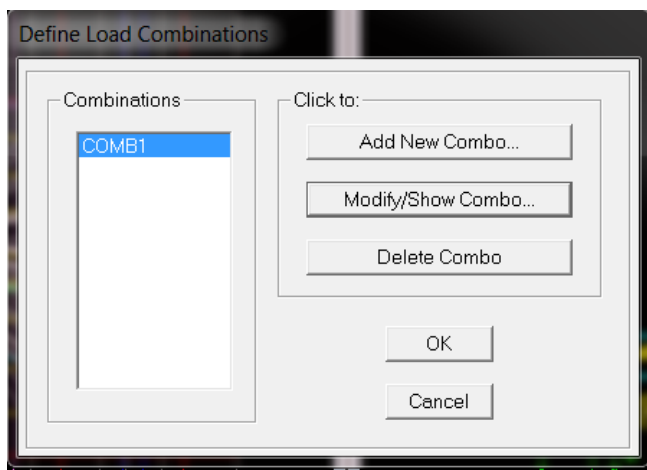 Define Load Combinations
Combinations
COMB1
Click to:
Add New Combo...
Modify/Show Combo...
Delete Combo
OK
Cancel